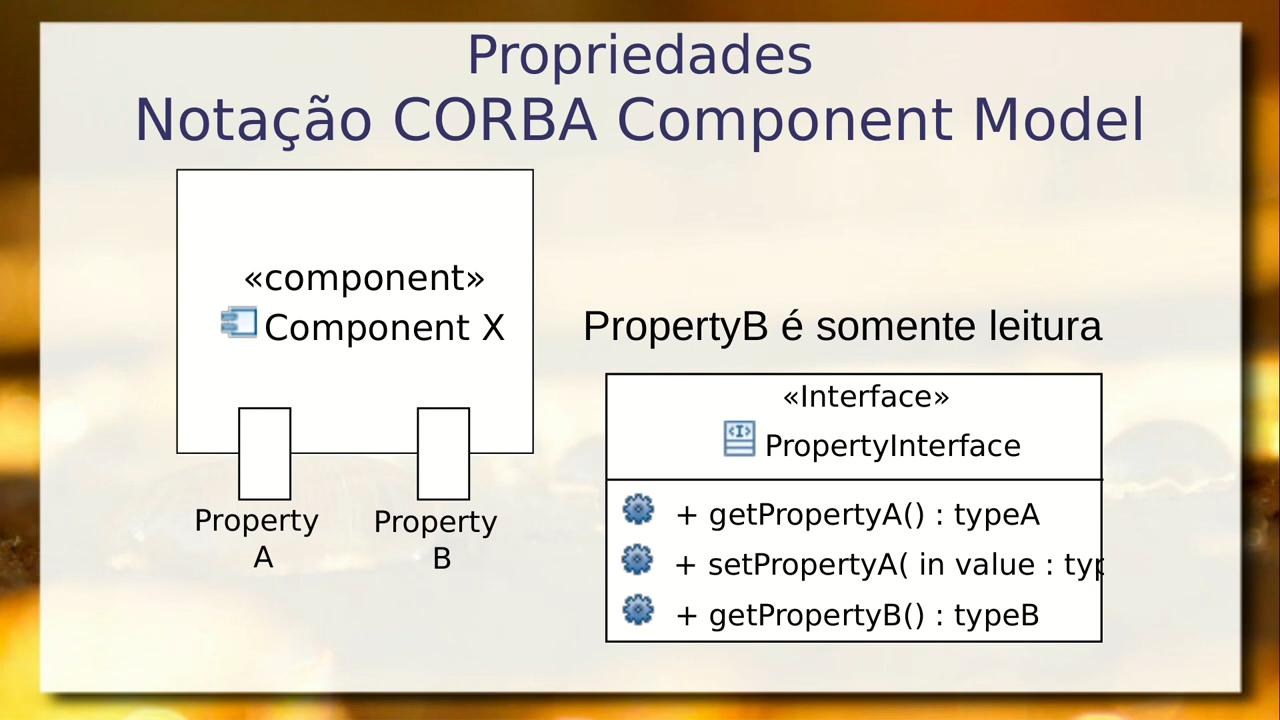 Propriedades
Notação CORBA Component Model
«component»
Component X
Property
A
Property
B
PropertyB é somente leitura
«Interface»
PropertyInterface
+ getPropertyA() : typeA
+ setPropertyA( in value : typ
+ getPropertyB() : typeB